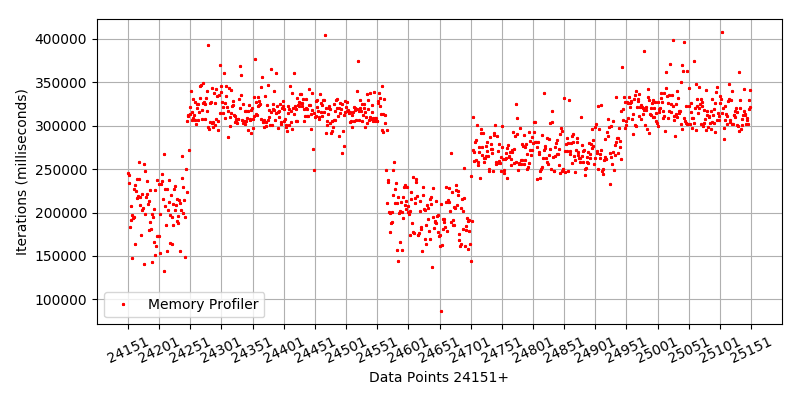 400000
350000
300000
250000
200000
150000
100000
Iterations (milliseconds)
Memory Profiler
24151 24201 24251 24301 24351 24401 24451 24501 24551 24601 24651 24701 24751 24801 24851 24901 24951 25001 25051 25101 25151
Data Points 24151+